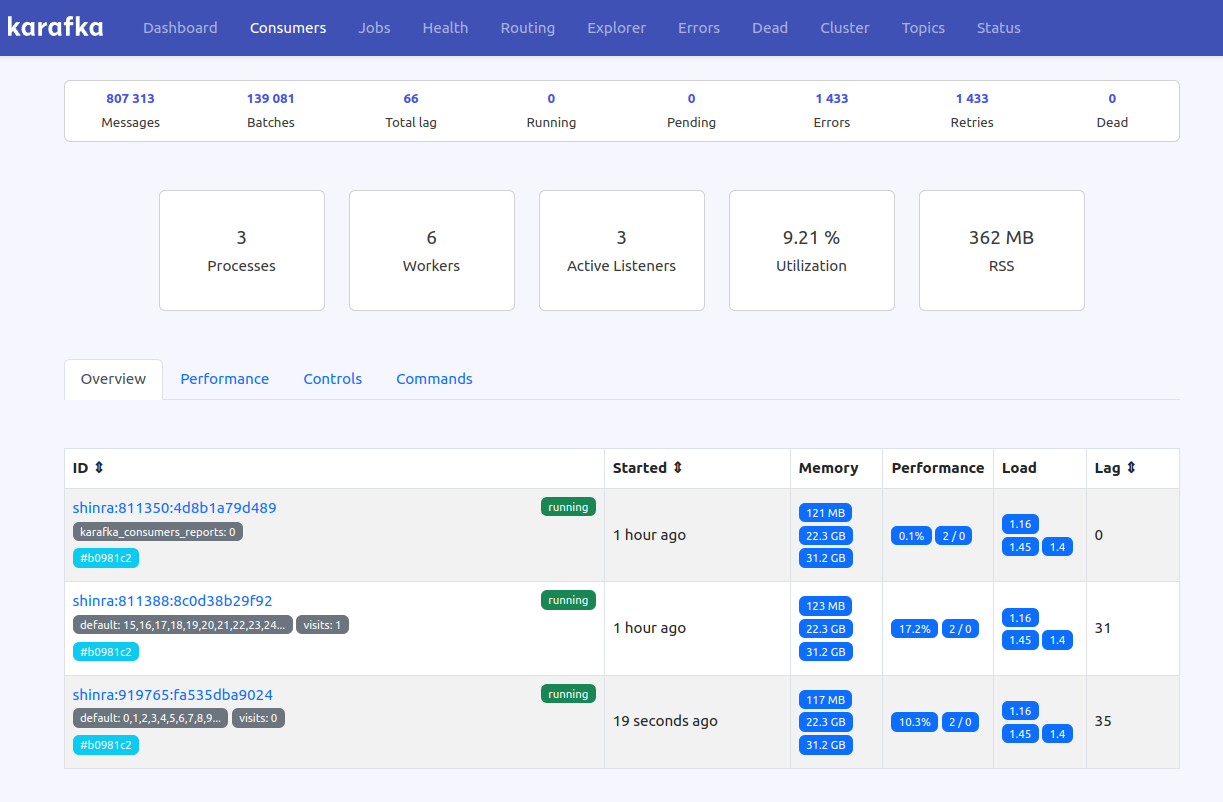 karafka Dashboard Consumers Jobs Health Routing Explorer Errors Dead Cluster Topics Status
807 313 139 081 66 0 0 1 433 1 433 0
Messages Batches Total lag Running Pending Errors Retries Dead
3 6 3 9.21 % 362 MB
Processes Workers Active Listeners Utilization RSS
Overview Performance Controls Commands
ID ⇕ Started ⇕ Memory Performance Load Lag ⇕
shinra:811350:4d8b1a79d489 running
karafka_consumers_reports: 0
#b0981c2
1 hour ago
121 MB
22.3 GB
31.2 GB
0.1% 2 / 0
1.16
1.45 1.4
0
shinra:811388:8c0d38b29f92 running
default: 15,16,17,18,19,20,21,22,23,24... visits: 1
#b0981c2
1 hour ago
123 MB
22.3 GB
31.2 GB
17.2% 2 / 0
1.16
1.45 1.4
31
shinra:919765:fa535dba9024 running
default: 0,1,2,3,4,5,6,7,8,9... visits: 0
#b0981c2
19 seconds ago
117 MB
22.3 GB
31.2 GB
10.3% 2 / 0
1.16
1.45 1.4
35